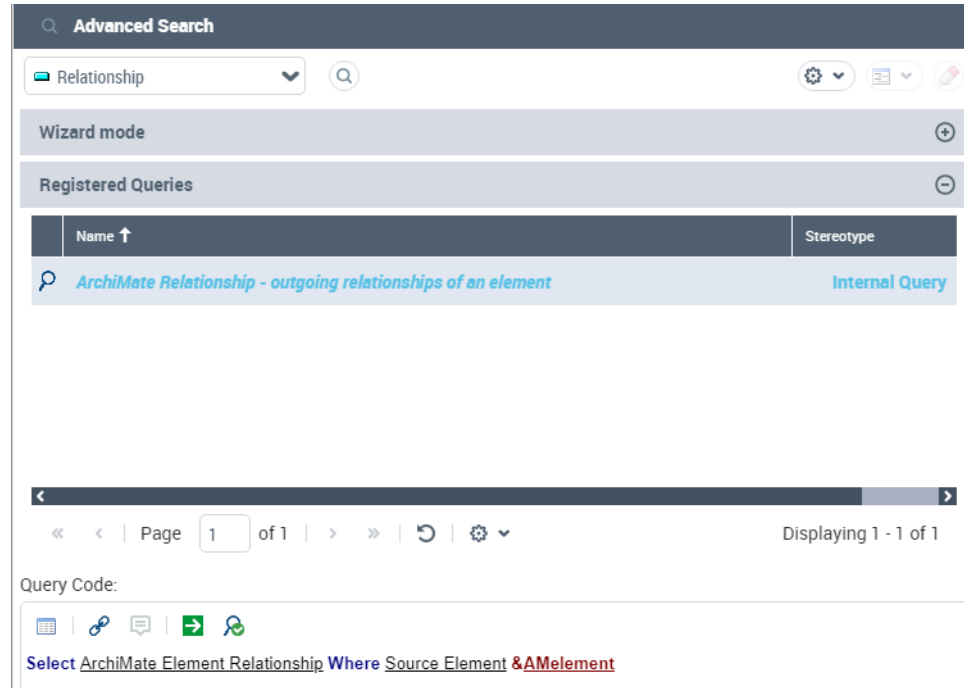 Advanced Search
Relationship
Wizard mode
Registered Queries
Name Stereotype
ArchiMate Relationship - outgoing relationships of an element Internal Query
« < | Page 1 of 1 | > » Displaying 1 - 1 of 1
Query Code:
Select ArchiMate Element Relationship Where Source Element &AMelement